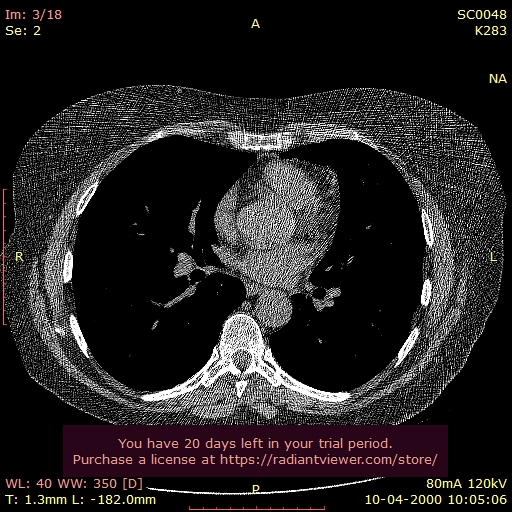 Im: 3/18
Se: 2
A
SC0048
K283
NA
R
L
You have 20 days left in your trial period.
Purchase a license at https://radiantviewer.com/store/
WL: 40 WW: 350 [D]
T: 1.3mm L: -182.0mm
P
80mA 120kV
10-04-2000 10:05:06